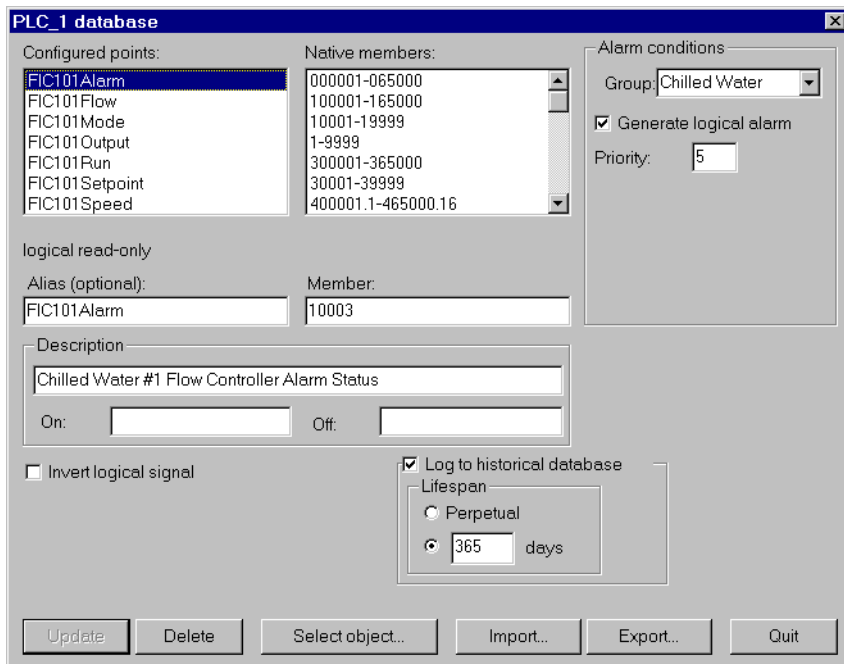 PLC_1 database
Configured points:
FIC101Alarm
FIC101Flow
FIC101Mode
FIC101Output
FIC101Run
FIC101Setpoint
FIC101Speed
Native members:
000001-065000
100001-165000
10001-19999
1-9999
300001-365000
30001-39999
400001.1-465000.16
Alarm conditions
Group: Chilled Water
Generate logical alarm
Priority: 5
logical read-only
Alias (optional):
FIC101Alarm
Member:
10003
Description
Chilled Water #1 Flow Controller Alarm Status
On:
Off:
Invert logical signal
Log to historical database
Lifespan
Perpetual
365 days
Update Delete Select object... Import... Export... Quit